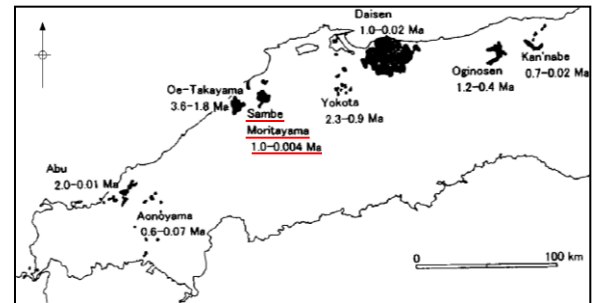 Daisen
1.0-0.02 Ma
Kan'nabe
0.7-0.02 Ma
Oginosen
1.2-0.4 Ma
Oe-Takayama
3.6-1.8 Ma
Sambe
Moritayama
1.0-0.004 Ma
Yokota
2.3-0.9 Ma
Abu
2.0-0.01 Ma
Aonoyama
0.6-0.07 Ma
0 100 km